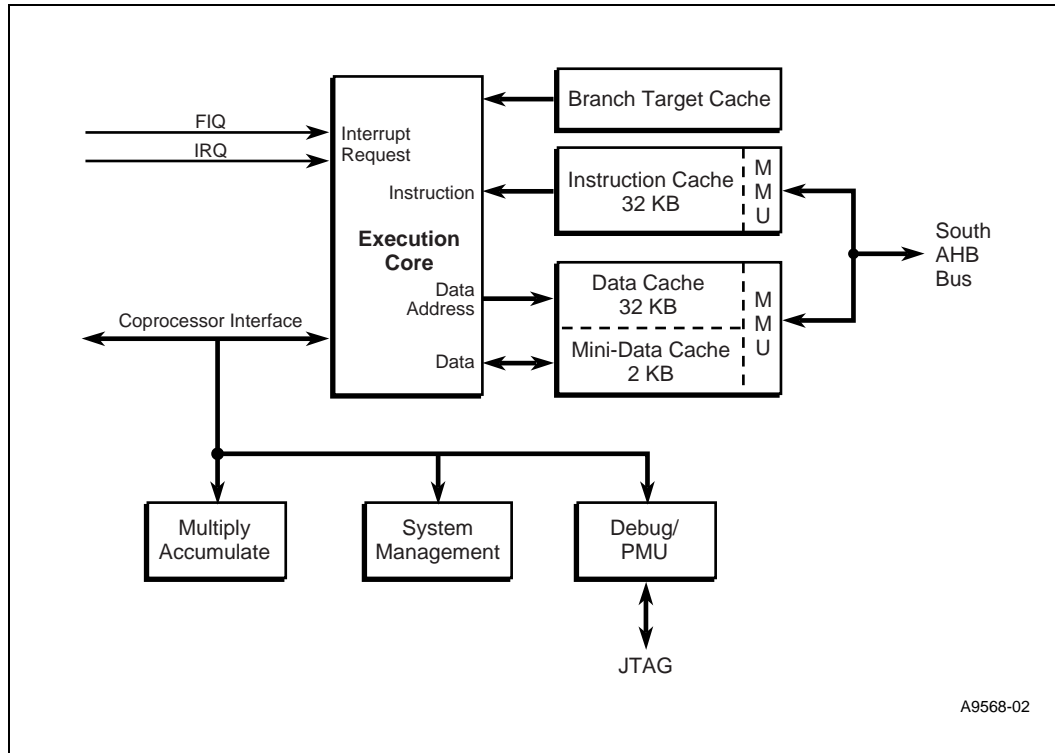 FIQ
IRQ
Interrupt
Request
Instruction
Execution
Core
Data
Address
Data
Coprocessor Interface
Branch Target Cache
Instruction Cache
32 KB
M
M
U
Data Cache
32 KB
Mini-Data Cache
2 KB
M
M
U
South
AHB
Bus
Multiply
Accumulate
System
Management
Debug/
PMU
JTAG
A9568-02